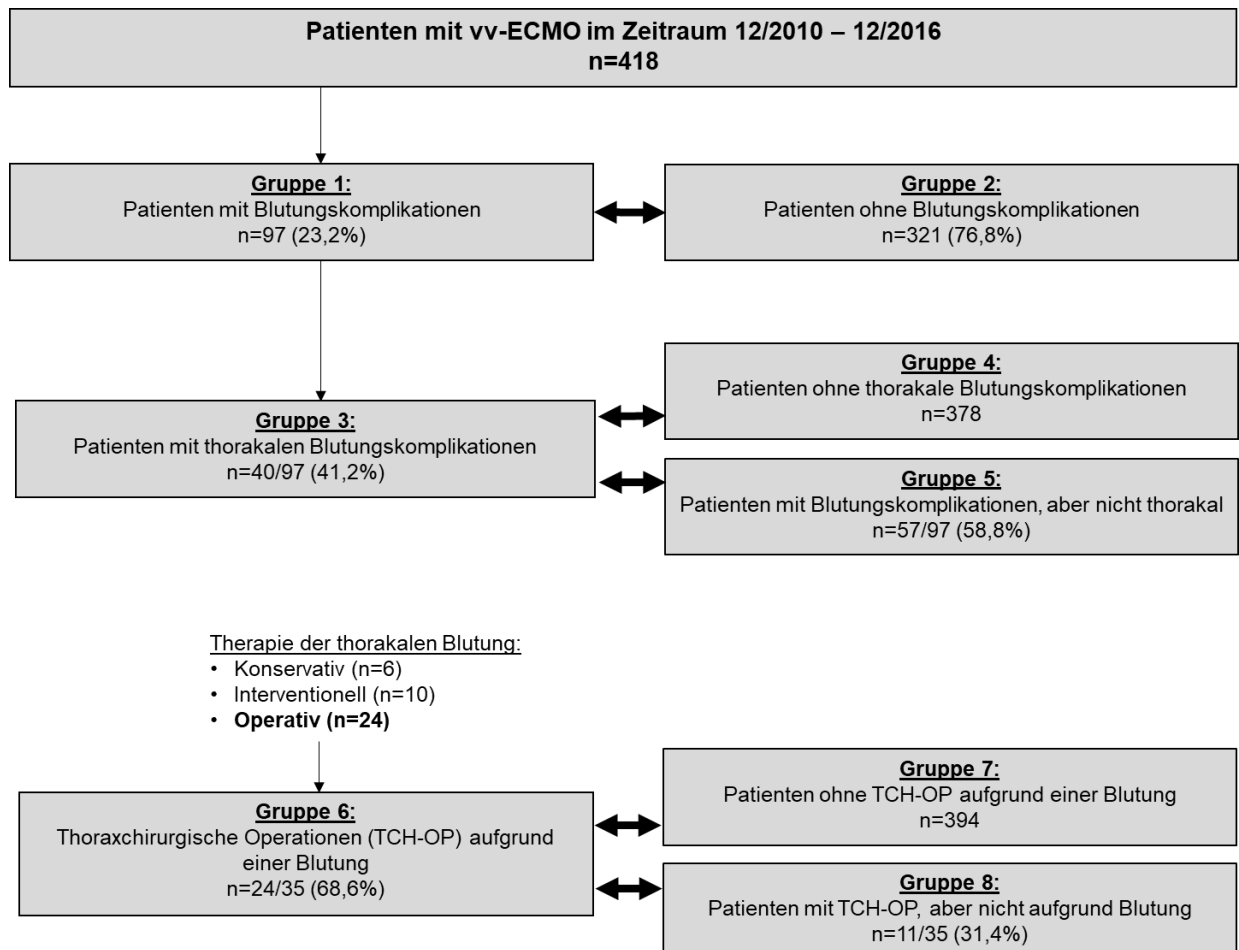 Patienten mit vv-ECMO im Zeitraum 12/2010 – 12/2016
n=418
Gruppe 1:
Patienten mit Blutungskomplikationen
n=97 (23,2%)
Gruppe 2:
Patienten ohne Blutungskomplikationen
n=321 (76,8%)
Gruppe 3:
Patienten mit thorakalen Blutungskomplikationen
n=40/97 (41,2%)
Gruppe 4:
Patienten ohne thorakale Blutungskomplikationen
n=378
Gruppe 5:
Patienten mit Blutungskomplikationen, aber nicht thorakal
n=57/97 (58,8%)
Therapie der thorakalen Blutung:
• Konservativ (n=6)
• Interventionell (n=10)
• Operativ (n=24)
Gruppe 6:
Thoraxchirurgische Operationen (TCH-OP) aufgrund
einer Blutung
n=24/35 (68,6%)
Gruppe 7:
Patienten ohne TCH-OP aufgrund einer Blutung
n=394
Gruppe 8:
Patienten mit TCH-OP, aber nicht aufgrund Blutung
n=11/35 (31,4%)